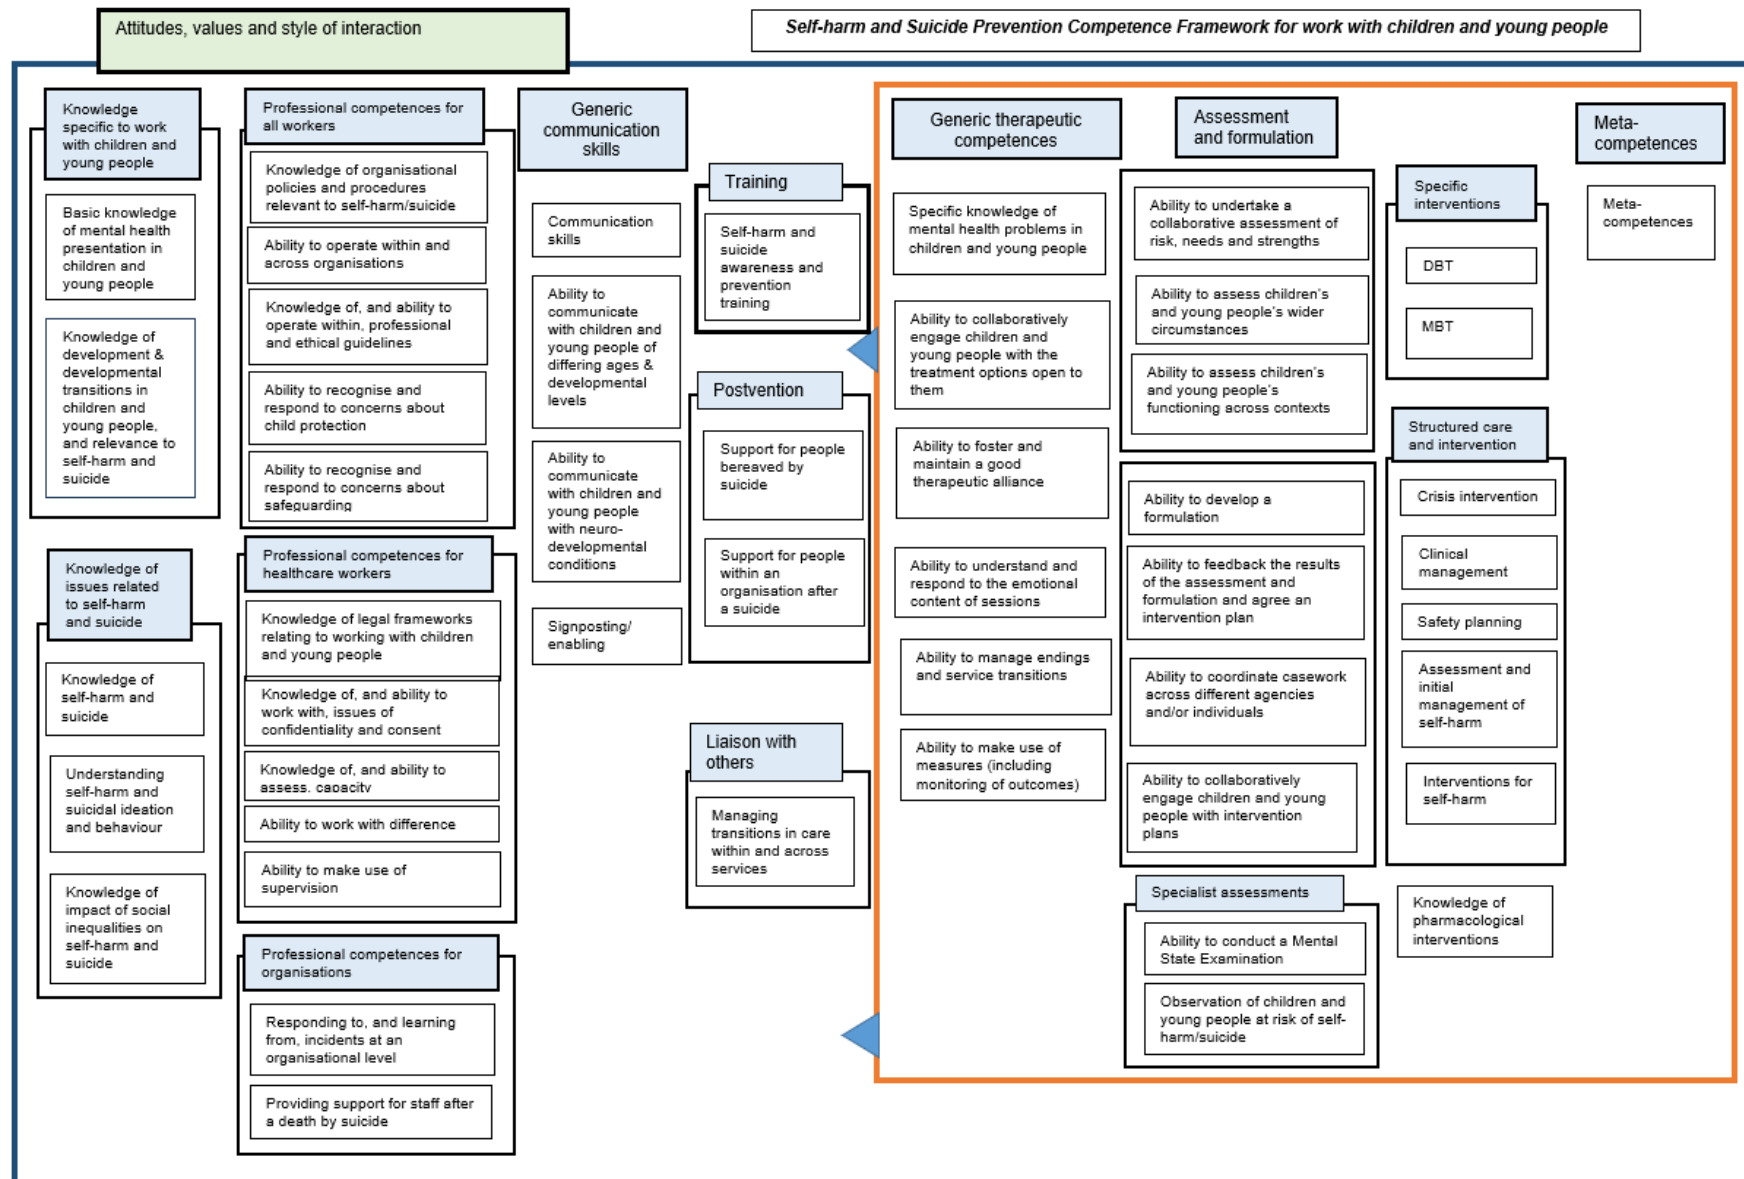 Attitudes, values and style of interaction
Self-harm and Suicide Prevention Competence Framework for work with children and young people
Knowledge
specific to work
with children and
young people
Basic knowledge
of mental health
presentation in
children and
young people
Knowledge of
development &
developmental
transitions in
children and
young people,
and relevance to
self-harm and
suicide
Knowledge of
issues related
to self-harm
and suicide
Knowledge of
self-harm and
suicide
Understanding
self-harm and
suicidal ideation
and behaviour
Knowledge of
impact of social
inequalities on
self-harm and
suicide
Professional competences for
all workers
Knowledge of organisational
policies and procedures
relevant to self-harm/suicide
Ability to operate within and
across organisations
Knowledge of, and ability to
operate within, professional
and ethical guidelines
Ability to recognise and
respond to concerns about
child protection
Ability to recognise and
respond to concerns about
safeguarding
Professional competences for
healthcare workers
Knowledge of legal frameworks
relating to working with children
and young people
Knowledge of, and ability to
work with, issues of
confidentiality and consent
Knowledge of, and ability to
assess, capacity
Ability to work with difference
Ability to make use of
supervision
Professional competences for
organisations
Responding to, and learning
from, incidents at an
organisational level
Providing support for staff after
a death by suicide
Generic
communication
skills
Communication
skills
Ability to
communicate
with children and
young people of
differing ages &
developmental
levels
Ability to
communicate
with children and
young people
with neuro-
developmental
conditions
Signposting/
enabling
Training
Self-harm and
suicide
awareness and
prevention
training
Postvention
Support for people
bereaved by
suicide
Support for people
within an
organisation after
a suicide
Liaison with
others
Managing
transitions in care
within and across
services
Generic therapeutic
competences
Specific knowledge of
mental health problems in
children and young people
Ability to collaboratively
engage children and
young people with the
treatment options open to
them
Ability to foster and
maintain a good
therapeutic alliance
Ability to understand and
respond to the emotional
content of sessions
Ability to manage endings
and service transitions
Ability to make use of
measures (including
monitoring of outcomes)
Assessment
and formulation
Ability to undertake a
collaborative assessment of
risk, needs and strengths
Ability to assess children's
and young people's wider
circumstances
Ability to assess children's
and young people's
functioning across contexts
Ability to develop a
formulation
Ability to feedback the results
of the assessment and
formulation and agree an
intervention plan
Ability to coordinate casework
across different agencies
and/or individuals
Ability to collaboratively
engage children and young
people with intervention
plans
Specialist assessments
Ability to conduct a Mental
State Examination
Observation of children and
young people at risk of self-
harm/suicide
Specific
interventions
DBT
MBT
Structured care
and intervention
Crisis intervention
Clinical
management
Safety planning
Assessment and
initial
management of
self-harm
Interventions for
self-harm
Knowledge of
pharmacological
interventions
Meta-
competences
Meta-
competences